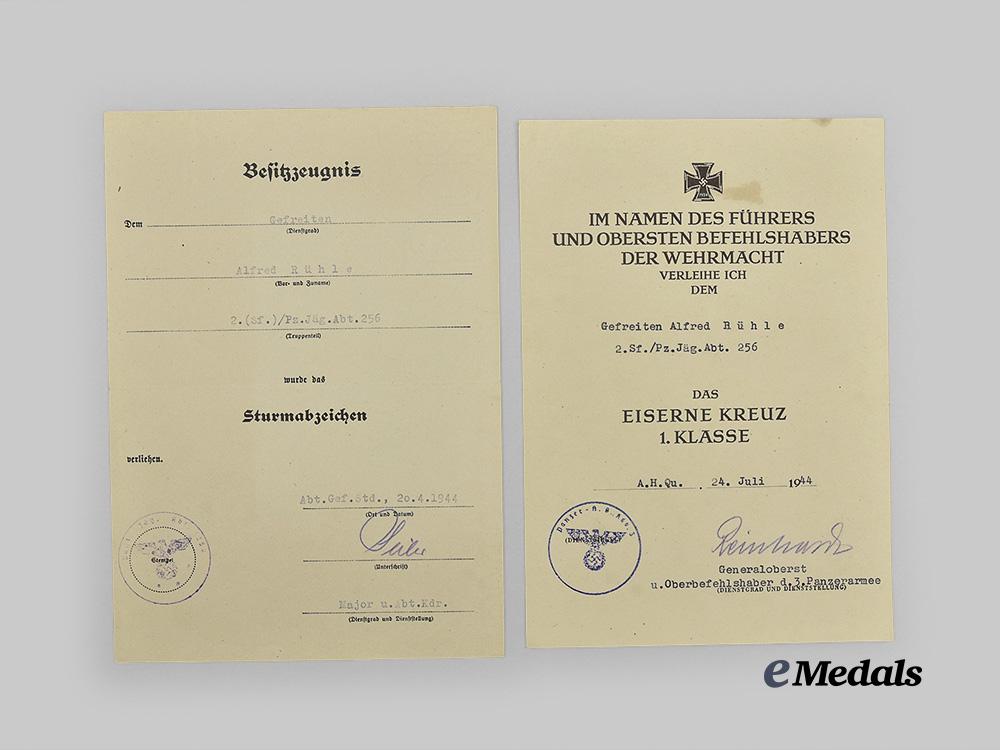 Besitzzeugnis
Dem Gefreiten
(Dienstgrad)
Alfred Rühle
(Vor- und Zuname)
2.(Sf.)/Pz.Jäg.Abt.256
(Truppenteil)
wurde das
Sturmabzeichen
verliehen.
Abt.Gef.Std., 20.4.1944
(Ort und Datum)
(Unterschrift)
Major u.Abt.Kdr.
(Dienstgrad und Dienststellung)
Stempel
IM NAMEN DES FÜHRERS
UND OBERSTEN BEFEHLSHABERS
DER WEHRMACHT
VERLEIHE ICH
DEM
Gefreiten Alfred Rühle
2.Sf./Pz.Jäg.Abt. 256
DAS
EISERNE KREUZ
1. KLASSE
A.H.Qu. , 24. Juli 1944
Reinhardt
Generaloberst
u.Oberbefehlshaber d.3.Panzerarmee
(DIENSTGRAD UND DIENSTSTELLUNG)
eMedals